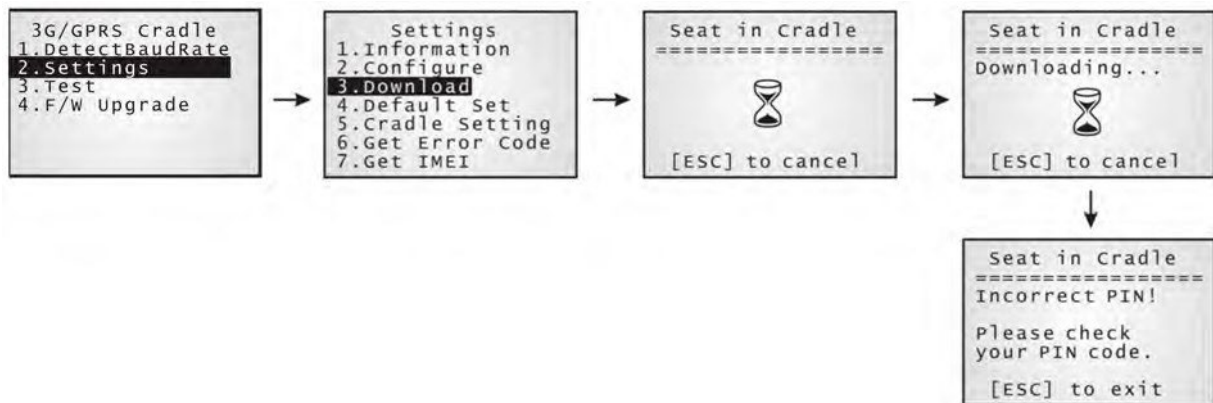 3G/GPRS Cradle
1.DetectBaudRate
2.Settings
3.Test
4.F/W Upgrade
Settings
1.Information
2.Configure
3.Download
4.Default Set
5.Cradle Setting
6.Get Error Code
7.Get IMEI
Seat in Cradle
=================
[ESC] to cancel
Seat in Cradle
=================
Downloading...
[ESC] to cancel
Seat in Cradle
=================
Incorrect PIN!
Please check
your PIN code.
[ESC] to exit